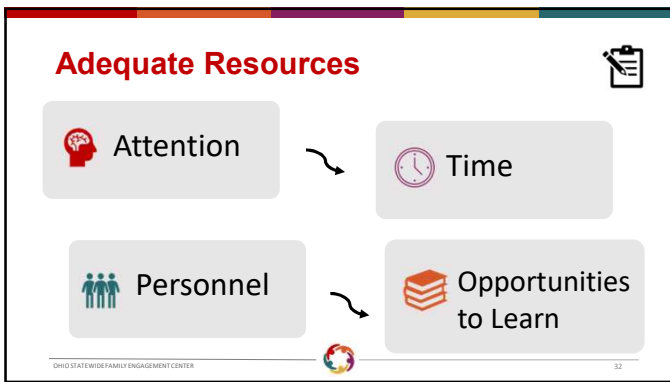 Adequate Resources
Attention
Time
Personnel
Opportunities
to Learn
OHIO STATEWIDE FAMILY ENGAGEMENT CENTER
32